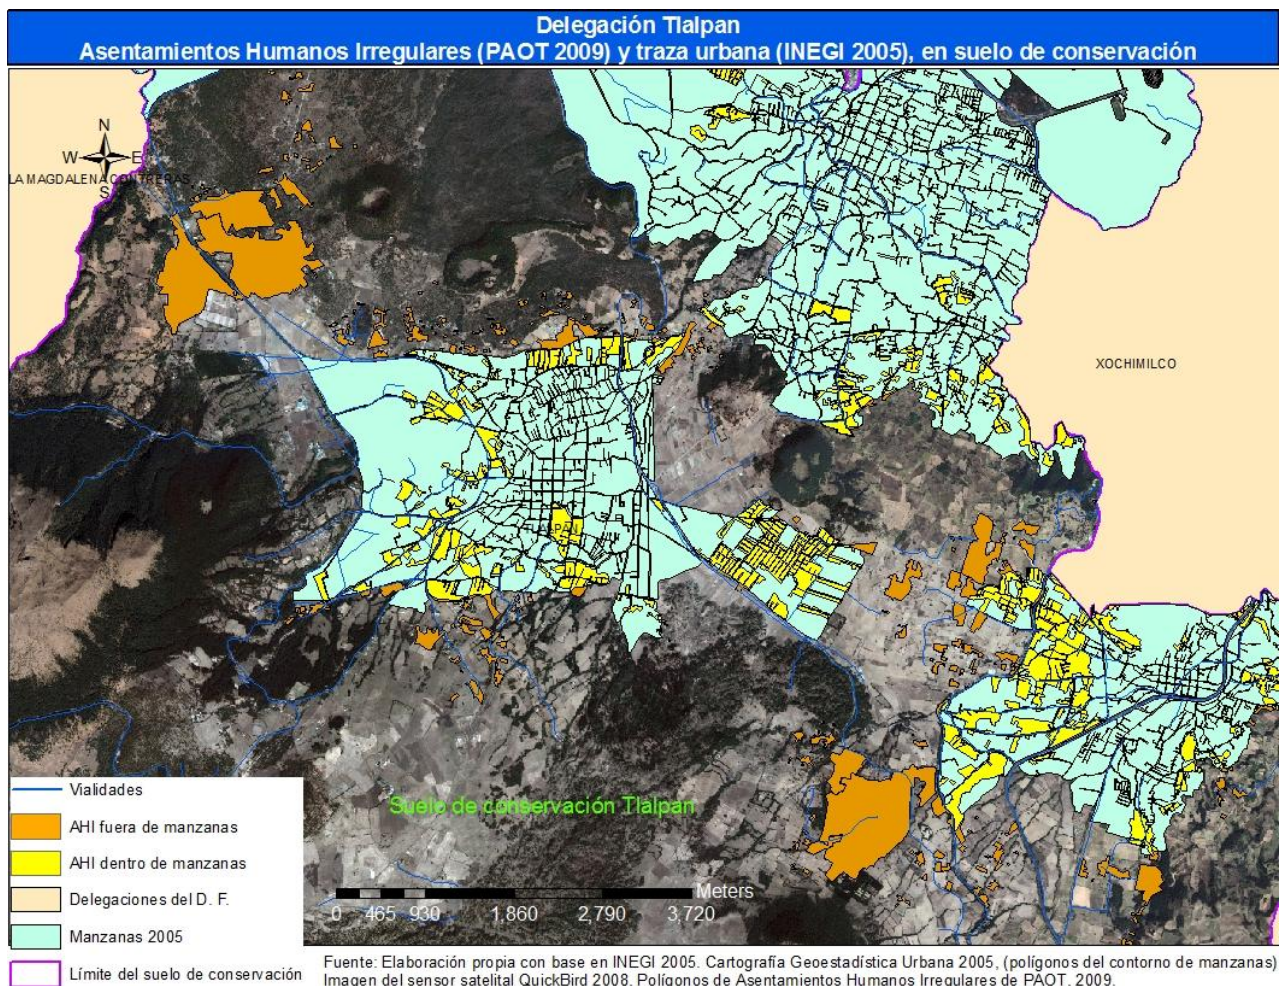 Delegación Tlalpan
Asentamientos Humanos Irregulares (PAOT 2009) y traza urbana (INEGI 2005), en suelo de conservación
N
W E
S
LA MAGDALENA CONTRERAS
XOCHIMILCO
TLALPAN
Suelo de conservación Tlalpan
Meters
0 465 930 1,860 2,790 3,720
Vialidades
AHI fuera de manzanas
AHI dentro de manzanas
Delegaciones del D. F.
Manzanas 2005
Límite del suelo de conservación
Fuente: Elaboración propia con base en INEGI 2005. Cartografía Geoestadística Urbana 2005, (polígonos del contorno de manzanas)
Imagen del sensor satelital QuickBird 2008. Polígonos de Asentamientos Humanos Irregulares de PAOT, 2009.